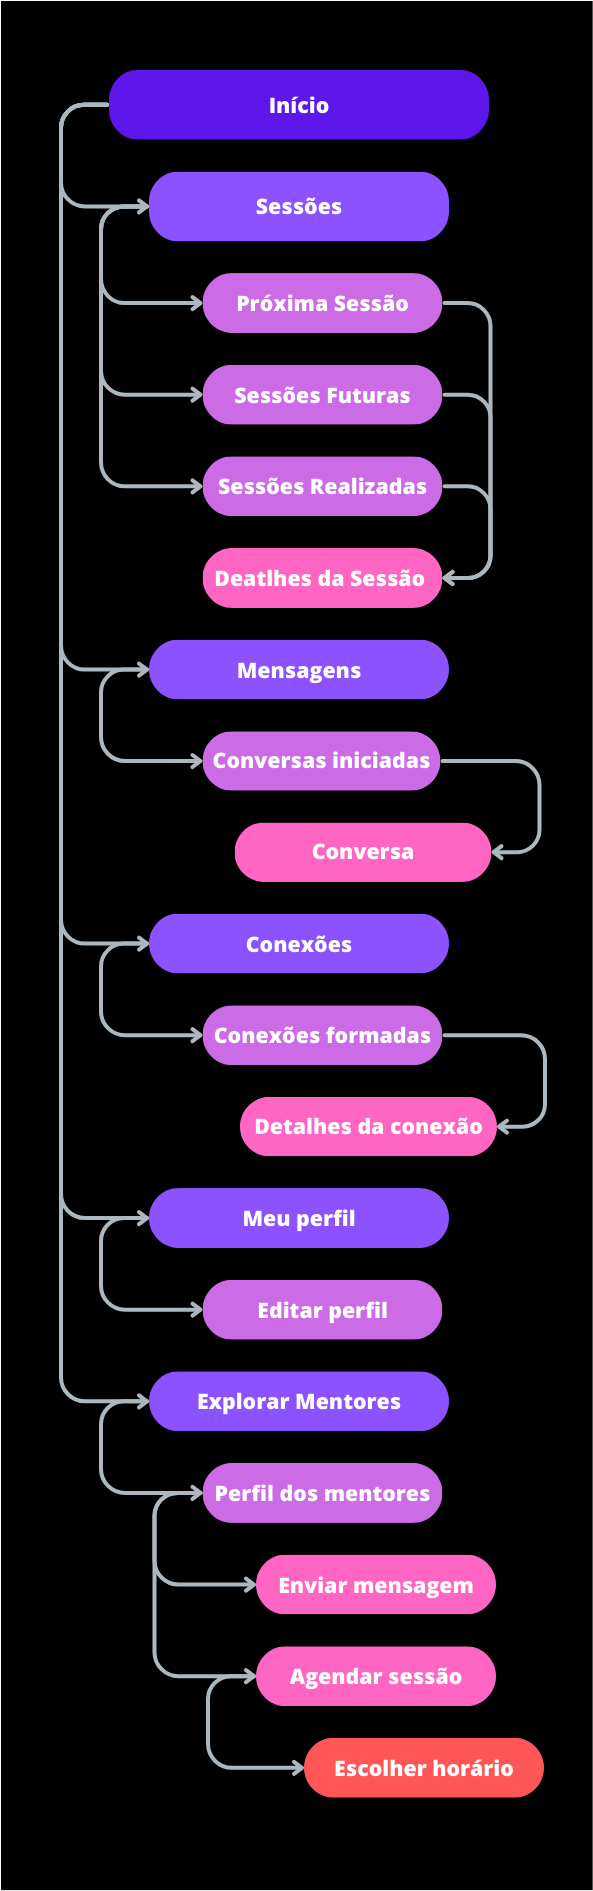 Início
Sessões
Próxima Sessão
Sessões Futuras
Sessões Realizadas
Deatlhes da Sessão
Mensagens
Conversas iniciadas
Conversa
Conexões
Conexões formadas
Detalhes da conexão
Meu perfil
Editar perfil
Explorar Mentores
Perfil dos mentores
Enviar mensagem
Agendar sessão
Escolher horário